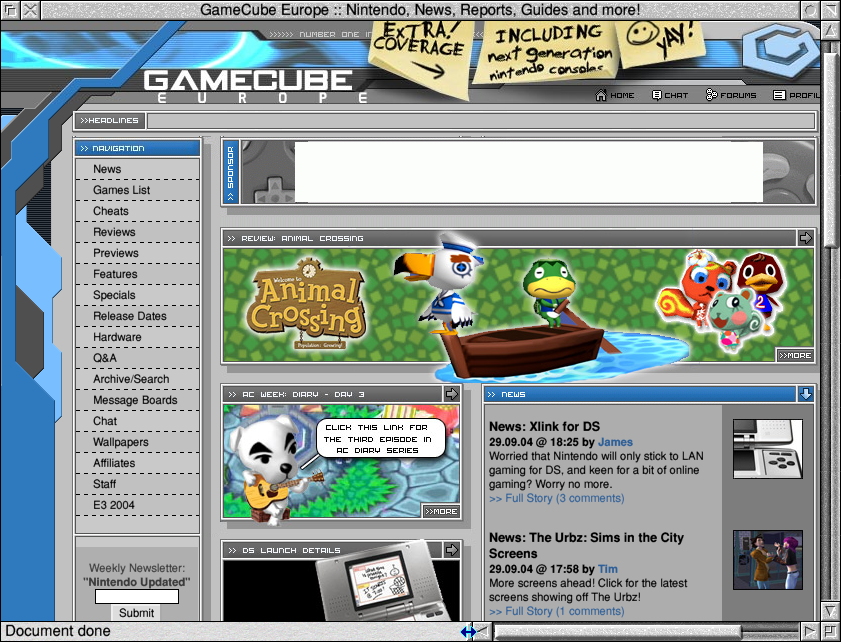 GameCube Europe :: Nintendo, News, Reports, Guides and more!
>>>>>> NUMBER ONE IN
EXTRA!
COVERAGE
INCLUDING
next generation
nintendo consoles
YAY!
GAMECUBE
EUROPE
HOME
CHAT
FORUMS
PROFIL
>>HEADLINES
>> NAVIGATION
News
Games List
Cheats
Reviews
Previews
Features
Specials
Release Dates
Hardware
Q&A
Archive/Search
Message Boards
Chat
Wallpapers
Affiliates
Staff
E3 2004
Weekly Newsletter:
"Nintendo Updated"
Submit
>> SPONSOR
>> REVIEW: ANIMAL CROSSING
Welcome to
Animal
Crossing
Population: Growing!
2
>>MORE
>> AC WEEK: DIARY - DAY 3
CLICK THIS LINK FOR
THE THIRD EPISODE IN
AC DIARY SERIES
>>MORE
>> DS LAUNCH DETAILS
>> NEWS
News: Xlink for DS
29.09.04 @ 18:25 by James
Worried that Nintendo will only stick to LAN
gaming for DS, and keen for a bit of online
gaming? Worry no more.
>> Full Story (3 comments)
News: The Urbz: Sims in the City
Screens
29.09.04 @ 17:58 by Tim
More screens ahead! Click for the latest
screens showing off The Urbz!
>> Full Story (1 comments)
Document done